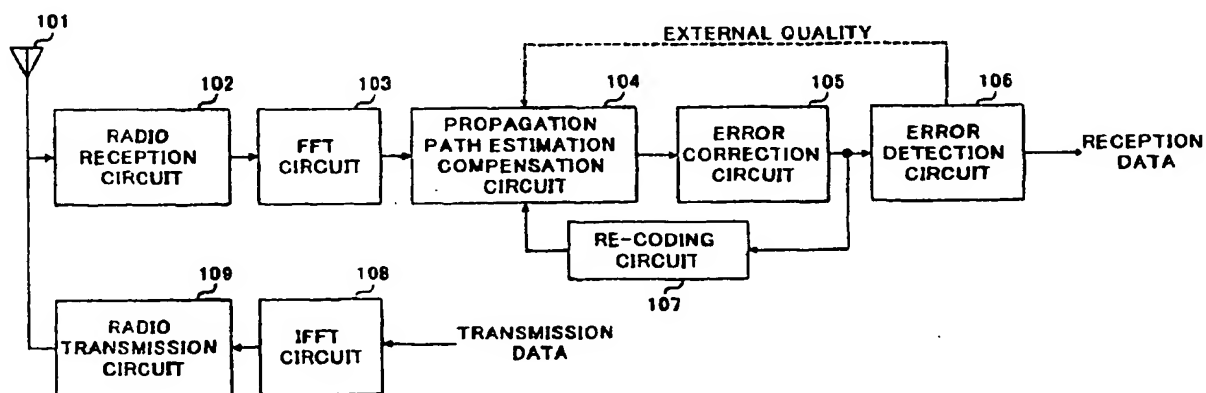 101
EXTERNAL QUALITY
102
103
104
105
106
RADIO
RECEPTION
CIRCUIT
FFT
CIRCUIT
PROPAGATION
PATH ESTIMATION
COMPENSATION
CIRCUIT
ERROR
CORRECTION
CIRCUIT
ERROR
DETECTION
CIRCUIT
RECEPTION
DATA
RE-CODING
CIRCUIT
107
109
108
RADIO
TRANSMISSION
CIRCUIT
IFFT
CIRCUIT
TRANSMISSION
DATA